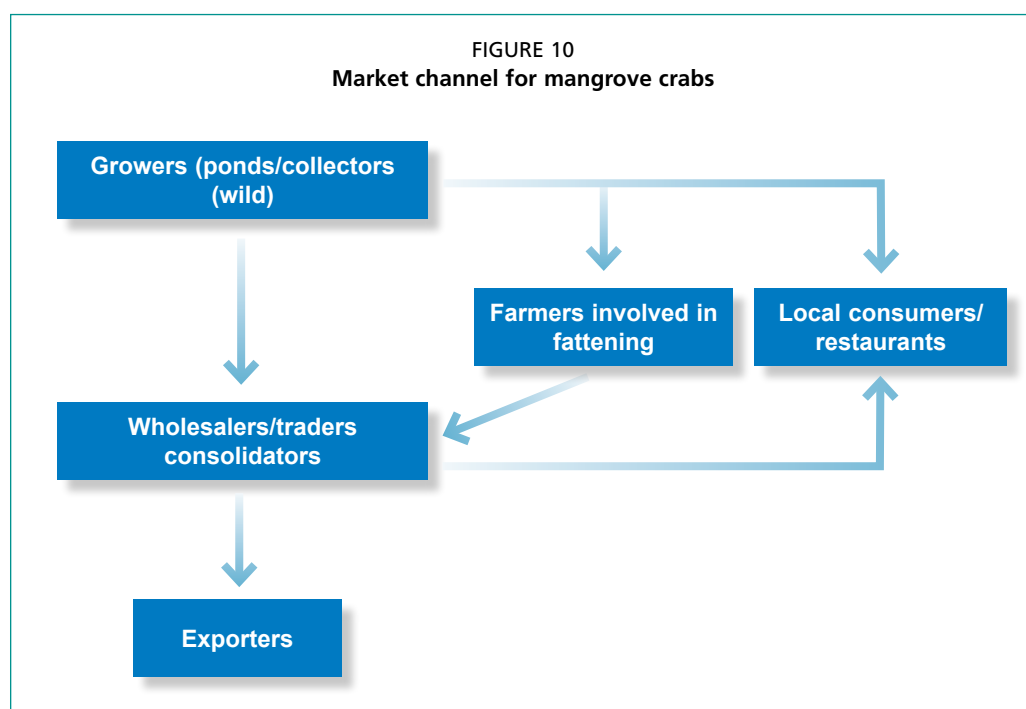 FIGURE 10
Market channel for mangrove crabs
Growers (ponds/collectors
(wild)
Farmers involved in
fattening
Local consumers/
restaurants
Wholesalers/traders
consolidators
Exporters